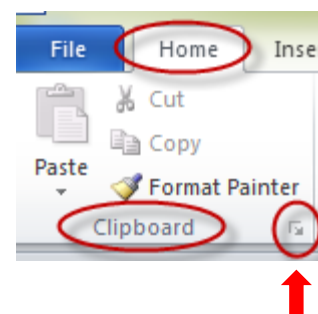 File Home Inse
Cut
Copy
Paste
Format Painter
Clipboard